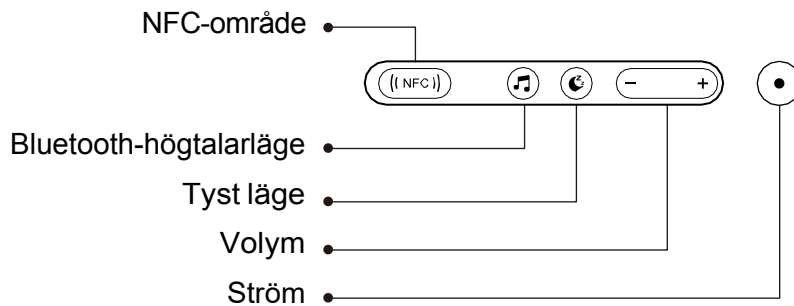 NFC-område
((NFC))
Bluetooth-högtalarläge
Tyst läge
Volym
Ström